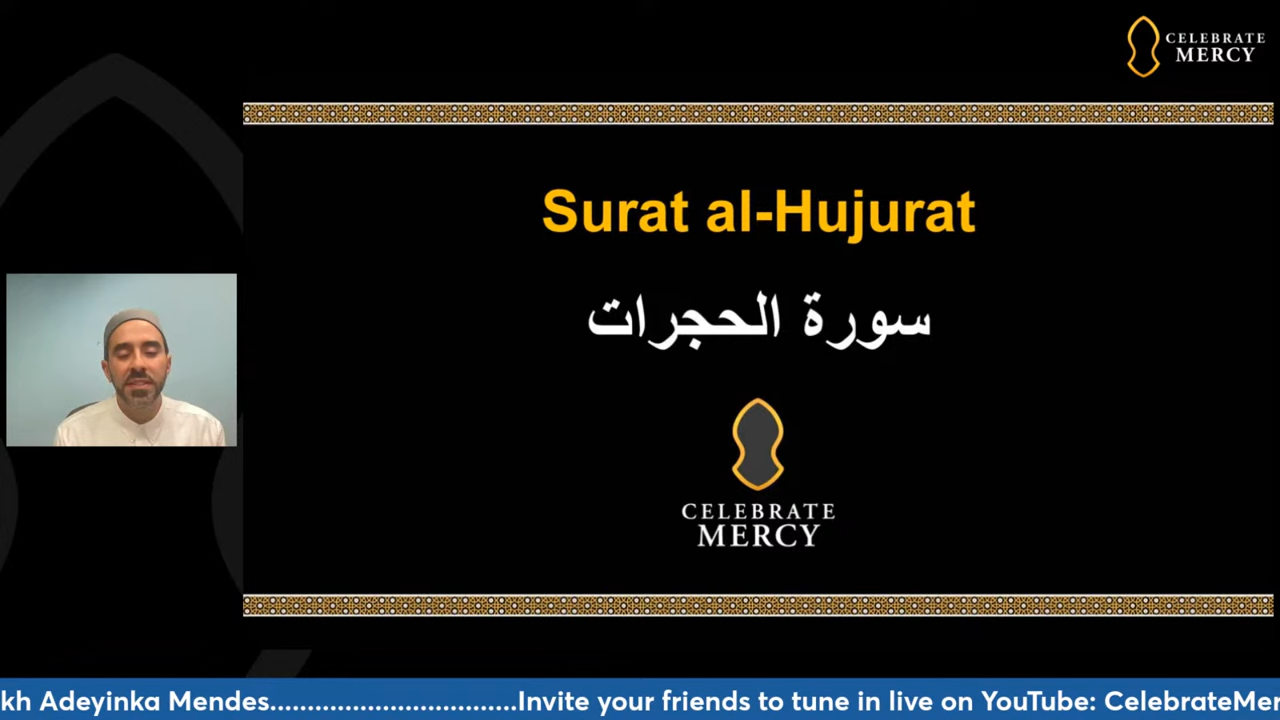 CELEBRATE
MERCY
Surat al-Hujurat
سورة الحجرات
CELEBRATE
MERCY
kh Adeyinka Mendes.................................Invite your friends to tune in live on YouTube: CelebrateMer